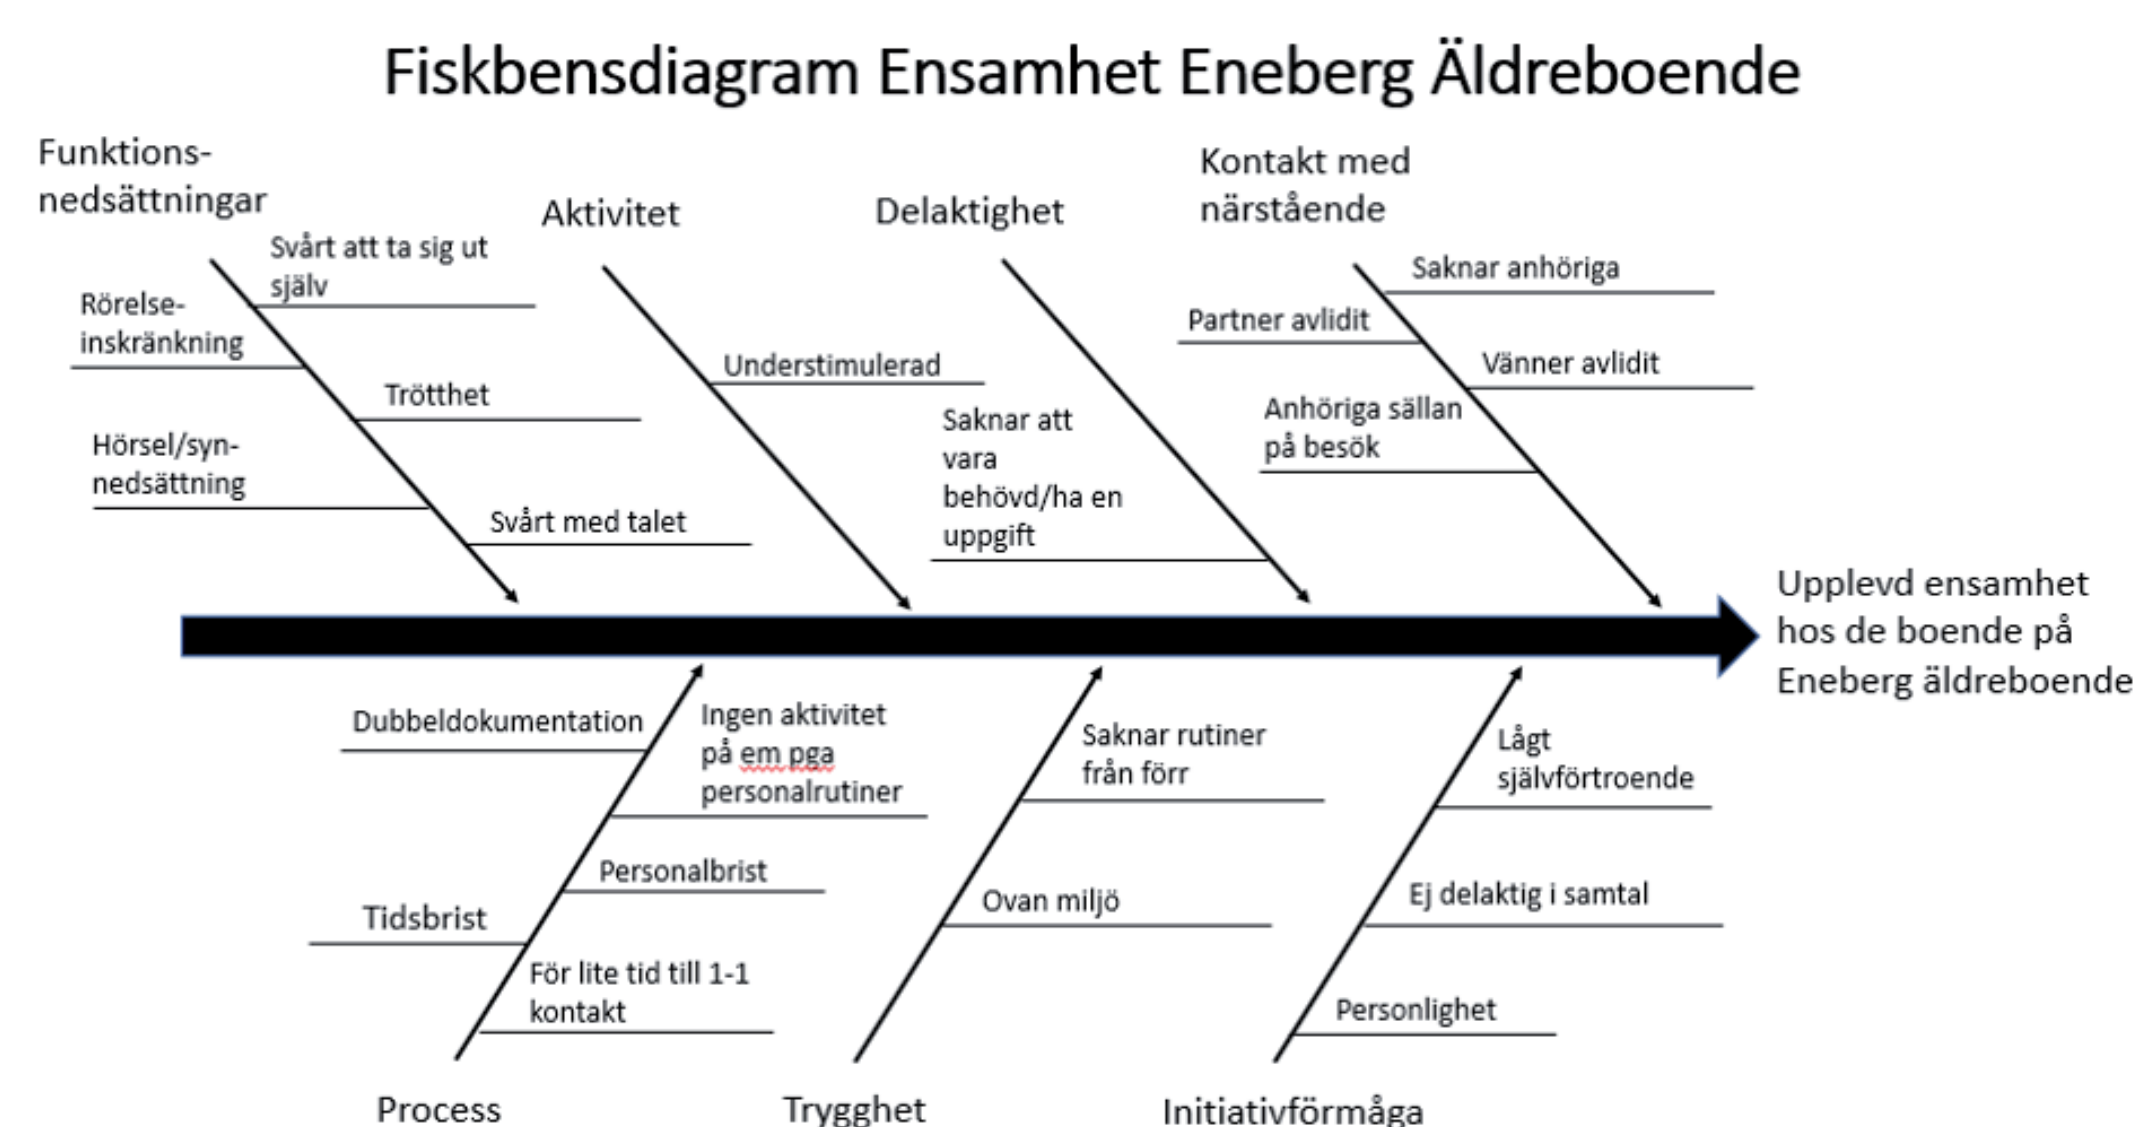 Fiskbensdiagram Ensamhet Eneberg Äldreboende
Funktions-
nedsättningar
Svårt att ta sig ut
själv
Rörelse-
inskränkning
Trötthet
Hörsel/syn-
nedsättning
Svårt med talet
Aktivitet
Understimulerad
Delaktighet
Saknar att
vara
behövd/ha en
uppgift
Kontakt med
närstående
Saknar anhöriga
Partner avlidit
Vänner avlidit
Anhöriga sällan
på besök
Upplevd ensamhet
hos de boende på
Eneberg äldreboende
Dubbeldokumentation
Ingen aktivitet
på em pga
personalrutiner
Personalbrist
Tidsbrist
För lite tid till 1-1
kontakt
Process
Saknar rutiner
från förr
Ovan miljö
Trygghet
Lågt
självförtroende
Ej delaktig i samtal
Personlighet
Initiativförmåga